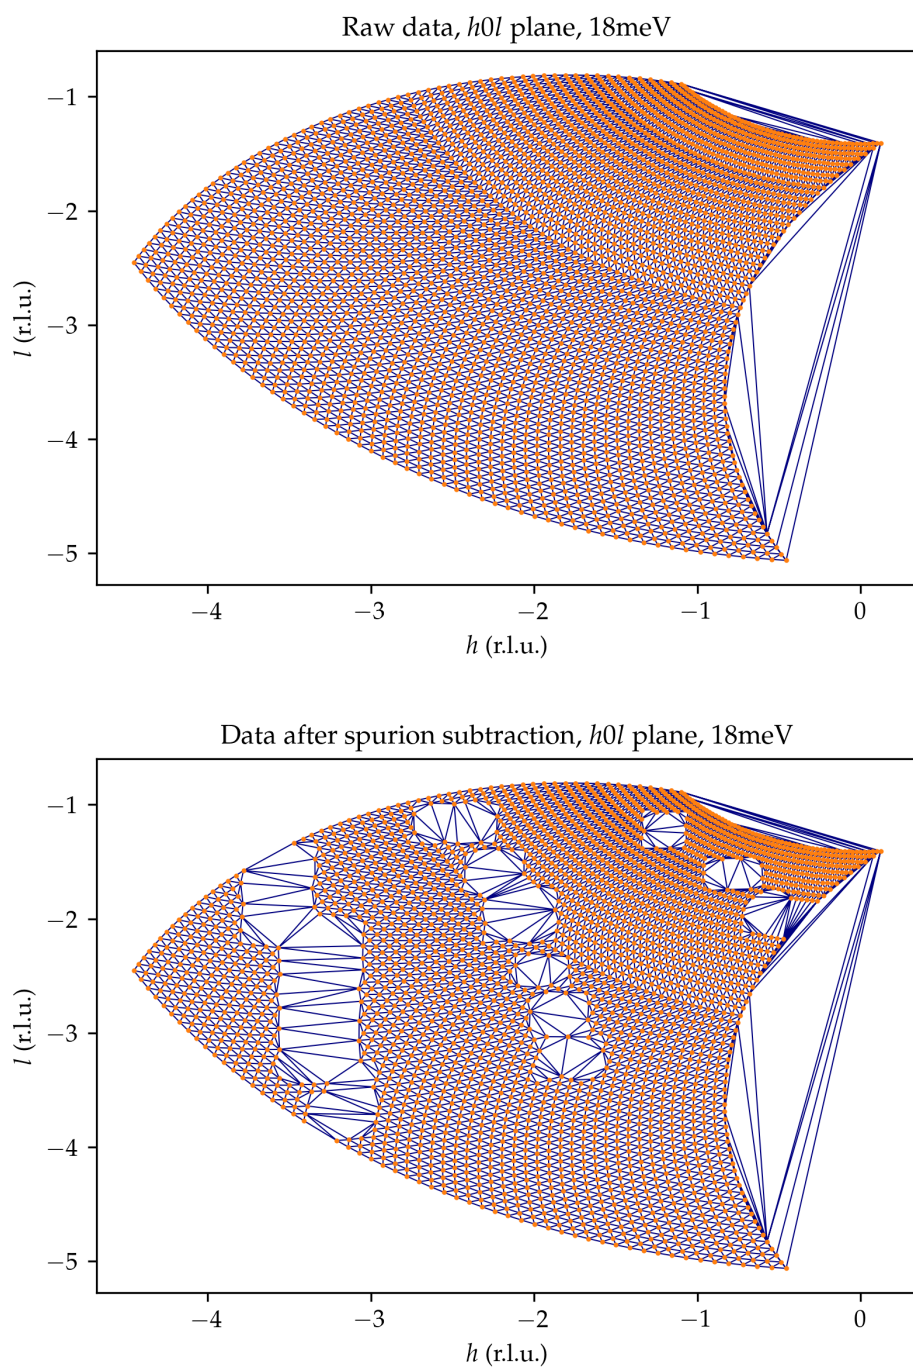 Raw data, h0l plane, 18meV
−1
−2
−3
−4
−5
l (r.l.u.)
−4 −3 −2 −1 0
h (r.l.u.)
Data after spurion subtraction, h0l plane, 18meV
−1
−2
−3
−4
−5
l (r.l.u.)
−4 −3 −2 −1 0
h (r.l.u.)